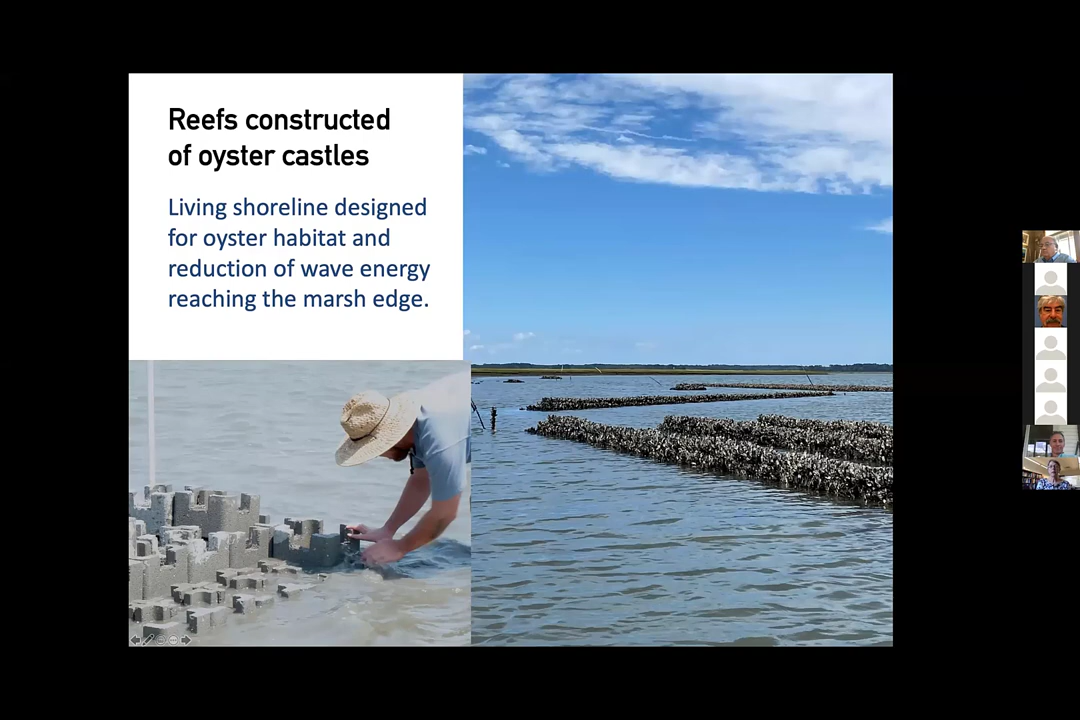 Reefs constructed
of oyster castles
Living shoreline designed
for oyster habitat and
reduction of wave energy
reaching the marsh edge.